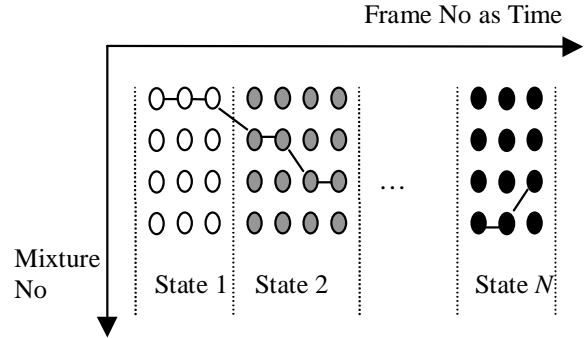 Frame No as Time
...
Mixture
No
State 1
State 2
State N